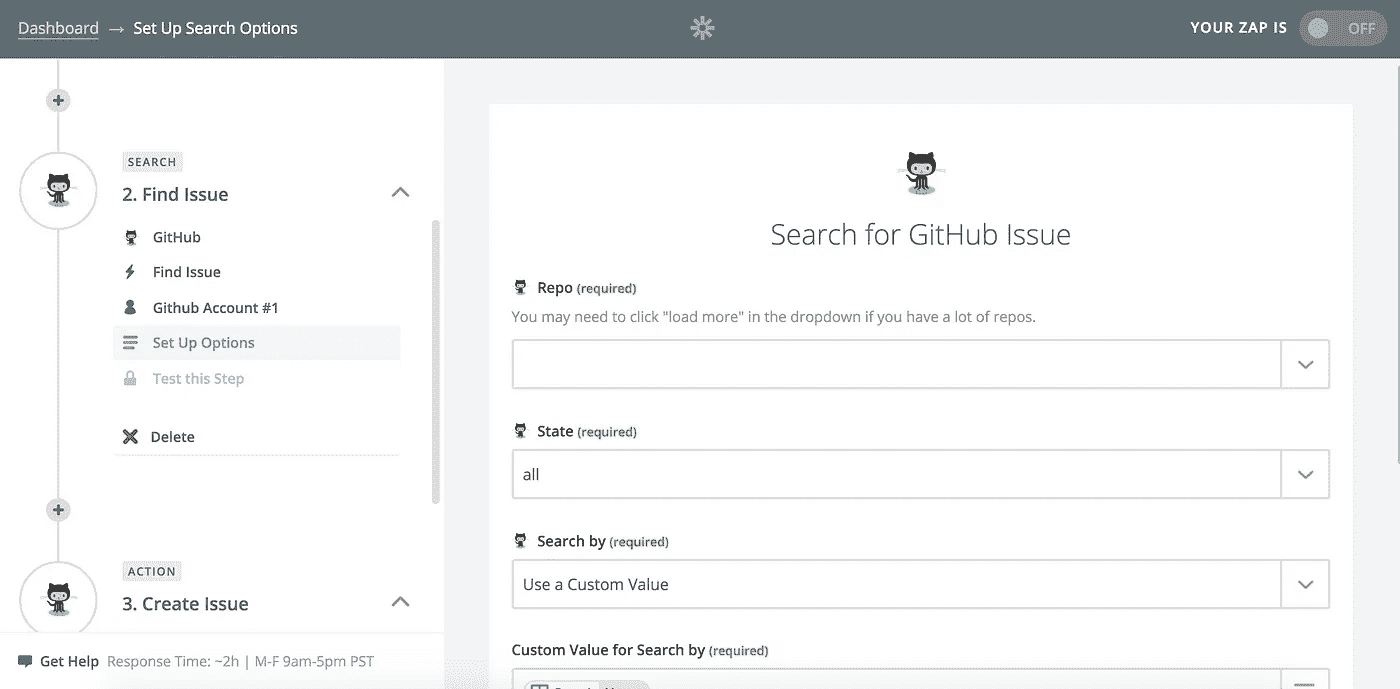 Dashboard → Set Up Search Options
YOUR ZAP IS
OFF
SEARCH
2. Find Issue
GitHub
Find Issue
Github Account #1
Set Up Options
Test this Step
Delete
ACTION
3. Create Issue
Get Help Response Time: ~2h | M-F 9am-5pm PST
Search for GitHub Issue
Repo (required)
You may need to click "load more" in the dropdown if you have a lot of repos.
State (required)
all
Search by (required)
Use a Custom Value
Custom Value for Search by (required)